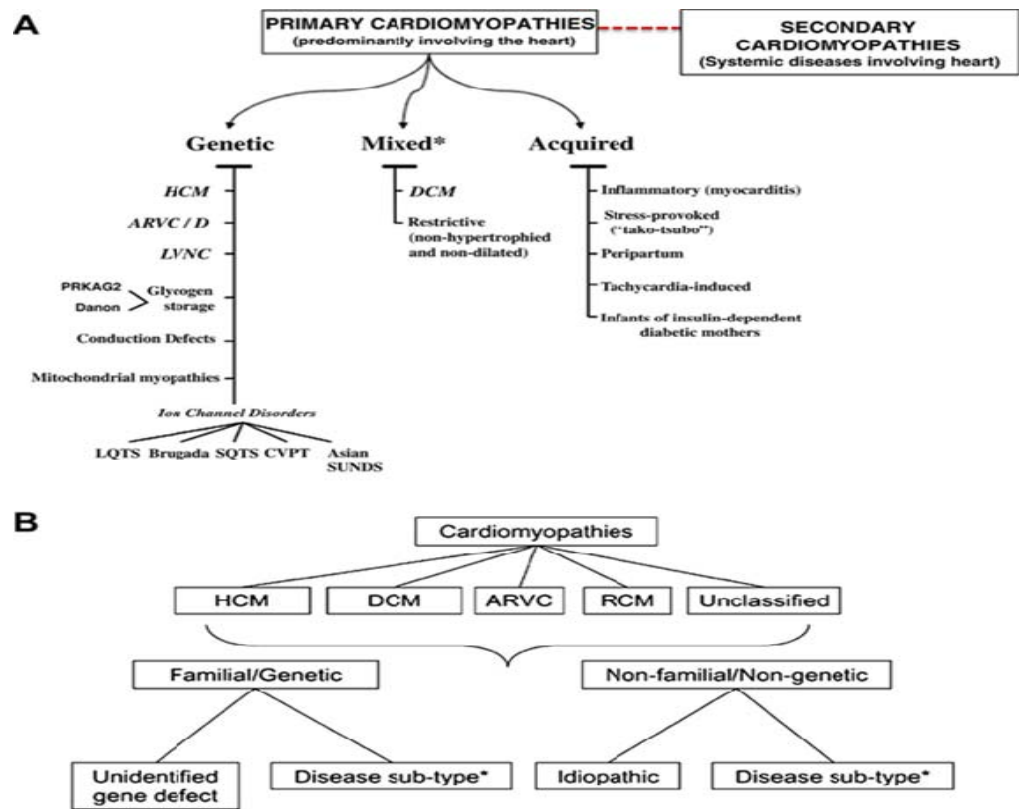 A
PRIMARY CARDIOMYOPATHIES
(predominantly involving the heart)
SECONDARY
CARDIOMYOPATHIES
(Systemic diseases involving heart)
Genetic
Mixed*
Acquired
HCM
ARVC / D
LVNC
PRKAG2
Danon
Glycogen
storage
Conduction Defects
Mitochondrial myopathies
Ion Channel Disorders
LQTS Brugada SQTS CVPT Asian
SUNDS
DCM
Restrictive
(non-hypertrophied
and non-dilated)
Inflammatory (myocarditis)
Stress-provoked
("tako-tsubo")
Peripartum
Tachycardia-induced
Infants of insulin-dependent
diabetic mothers
B
Cardiomyopathies
HCM
DCM
ARVC
RCM
Unclassified
Familial/Genetic
Non-familial/Non-genetic
Unidentified
gene defect
Disease sub-type*
Idiopathic
Disease sub-type*